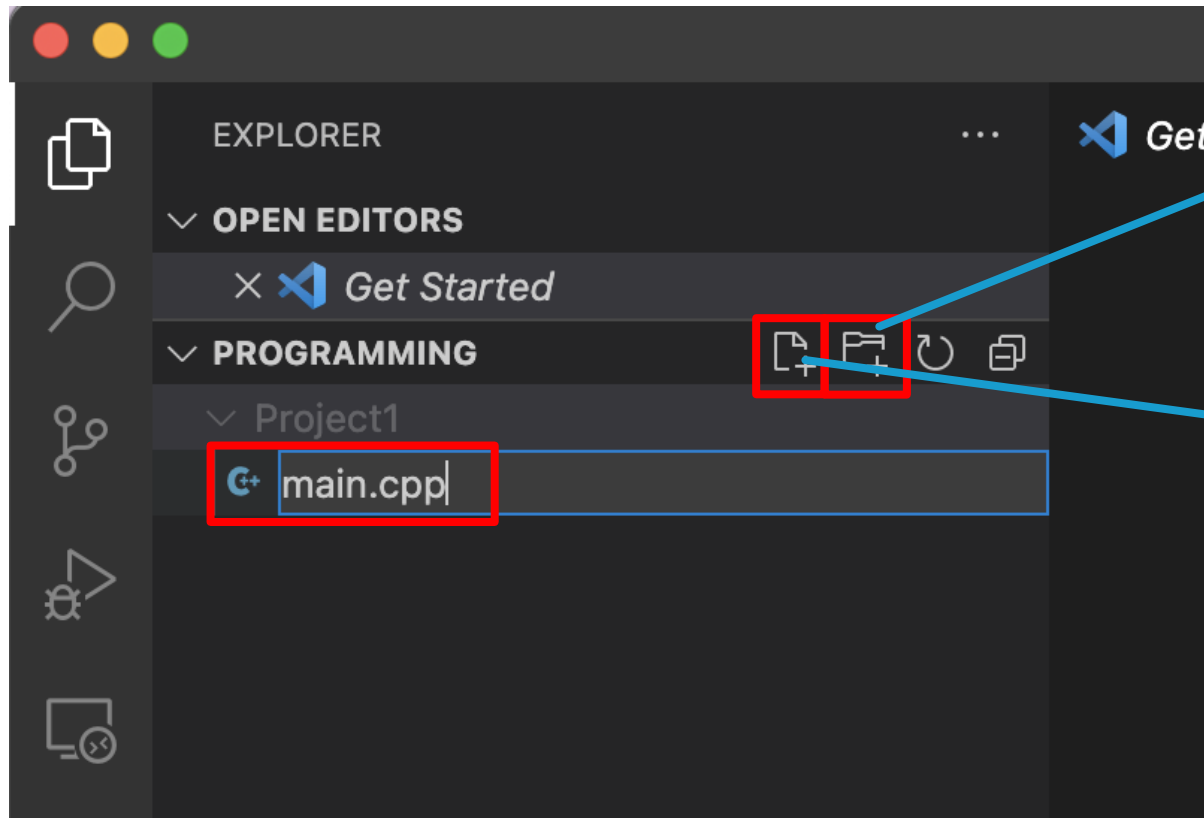 EXPLORER
Get
OPEN EDITORS
Get Started
PROGRAMMING
Project1
main.cpp